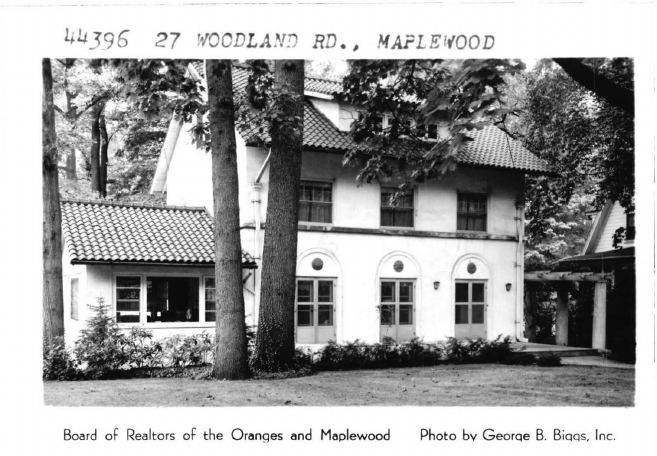 44396 27 WOODLAND RD., MAPLEWOOD
Board of Realtors of the Oranges and Maplewood Photo by George B. Biggs, Inc.